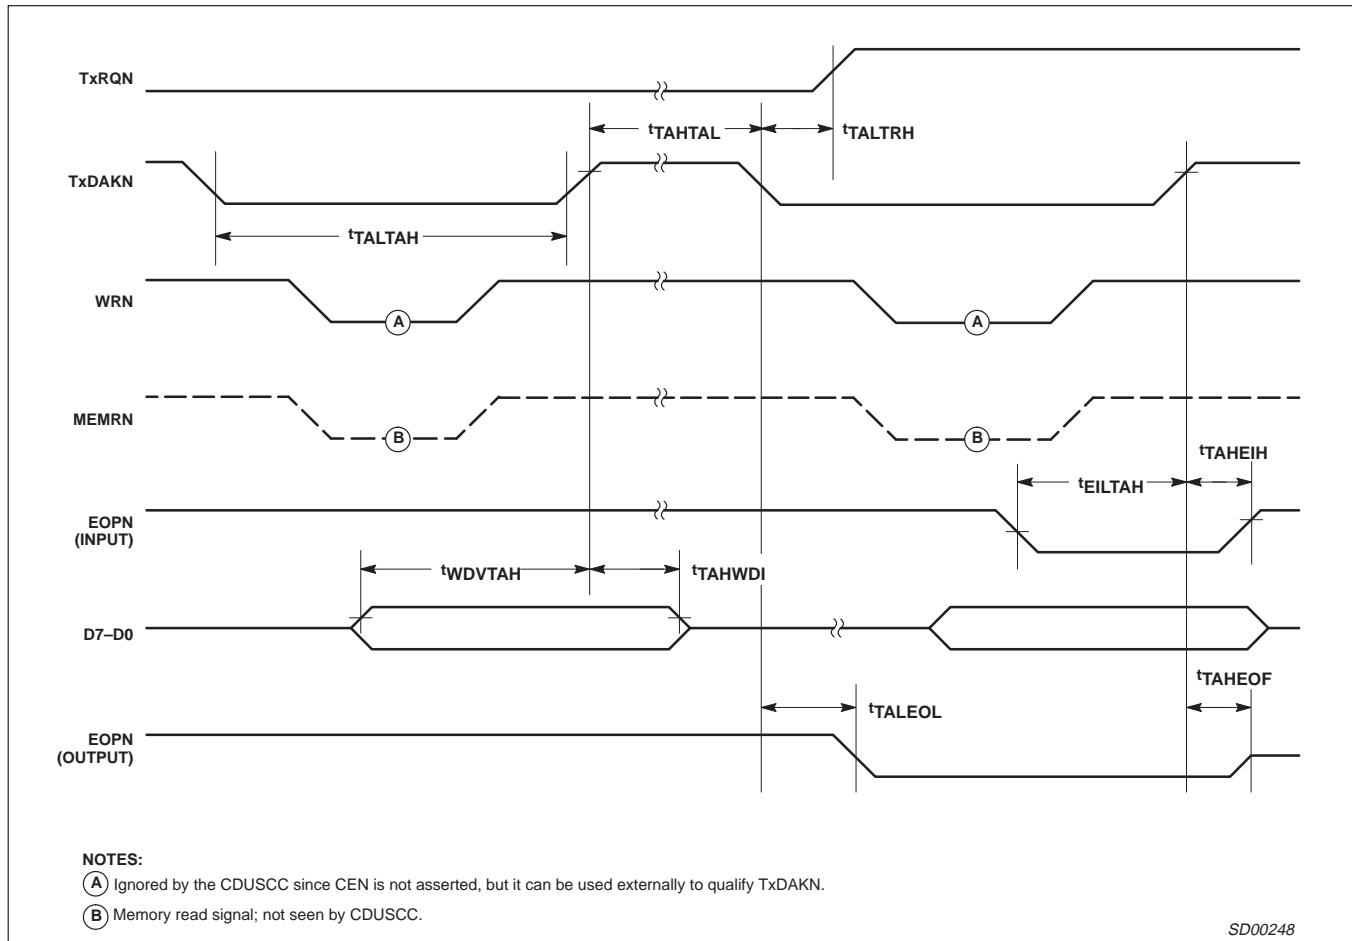 TxRQN
tTAHTAL
tTALTRH
TxDAKN
tTALTAH
WRN
A
A
MEMRN
B
B
tTAHEIH
tEILTAH
EOPN
(INPUT)
tWDVTAH
tTAHWDI
D7–D0
tTAHEOF
tTALEOL
EOPN
(OUTPUT)
NOTES:
A Ignored by the CDUSCC since CEN is not asserted, but it can be used externally to qualify TxDAKN.
B Memory read signal; not seen by CDUSCC.
SD00248